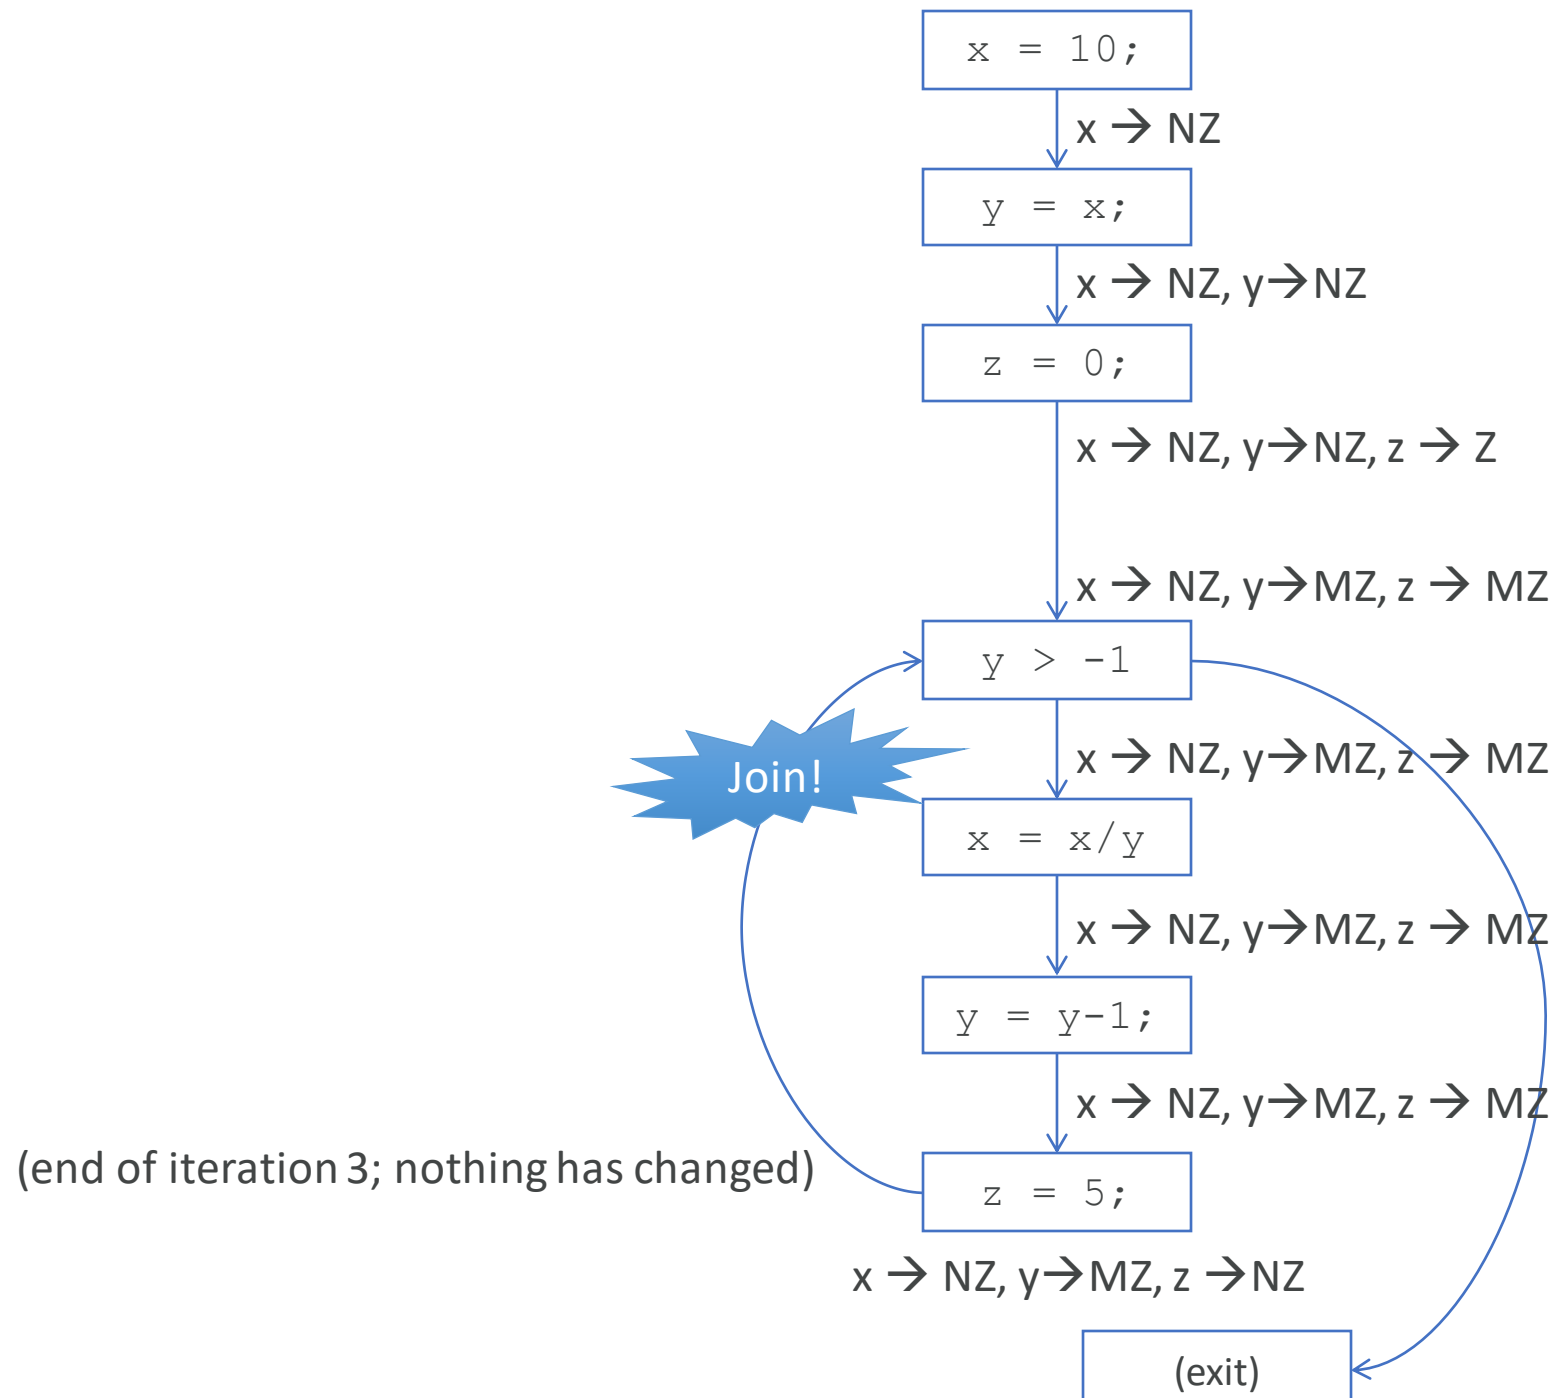 x = 10;
x → NZ
y = x;
x → NZ, y→NZ
z = 0;
x → NZ, y→NZ, z → Z
x → NZ, y→MZ, z → MZ
y > -1
x → NZ, y→MZ, z → MZ
Join!
x = x/y
x → NZ, y→MZ, z → MZ
y = y-1;
x → NZ, y→MZ, z → MZ
(end of iteration 3; nothing has changed)
z = 5;
x → NZ, y→MZ, z →NZ
(exit)